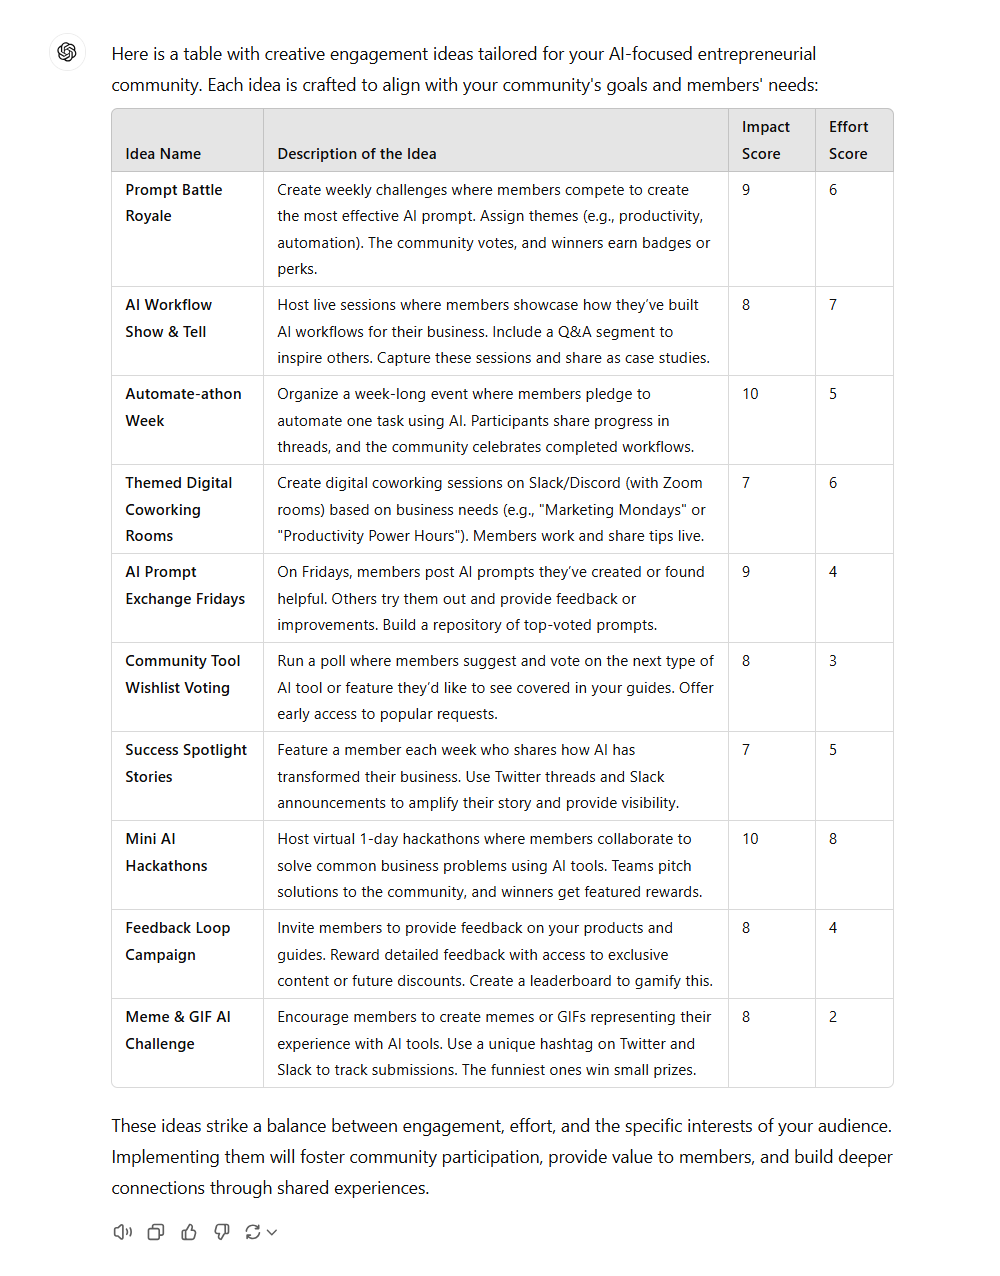 Here is a table with creative engagement ideas tailored for your AI-focused entrepreneurial
community. Each idea is crafted to align with your community's goals and members' needs:
Idea Name
Description of the Idea
Impact
Score
Effort
Score
Prompt Battle
Royale
Create weekly challenges where members compete to create
the most effective AI prompt. Assign themes (e.g., productivity,
automation). The community votes, and winners earn badges or
perks.
9
6
AI Workflow
Show & Tell
Host live sessions where members showcase how they've built
AI workflows for their business. Include a Q&A segment to
inspire others. Capture these sessions and share as case studies.
8
7
Automate-athon
Week
Organize a week-long event where members pledge to
automate one task using AI. Participants share progress in
threads, and the community celebrates completed workflows.
10
5
Themed Digital
Coworking
Rooms
Create digital coworking sessions on Slack/Discord (with Zoom
rooms) based on business needs (e.g., "Marketing Mondays" or
"Productivity Power Hours"). Members work and share tips live.
7
6
AI Prompt
Exchange Fridays
On Fridays, members post AI prompts they've created or found
helpful. Others try them out and provide feedback or
improvements. Build a repository of top-voted prompts.
9
4
Community Tool
Wishlist Voting
Run a poll where members suggest and vote on the next type of
AI tool or feature they'd like to see covered in your guides. Offer
early access to popular requests.
8
3
Success Spotlight
Stories
Feature a member each week who shares how AI has
transformed their business. Use Twitter threads and Slack
announcements to amplify their story and provide visibility.
7
5
Mini AI
Hackathons
Host virtual 1-day hackathons where members collaborate to
solve common business problems using AI tools. Teams pitch
solutions to the community, and winners get featured rewards.
10
8
Feedback Loop
Campaign
Invite members to provide feedback on your products and
guides. Reward detailed feedback with access to exclusive
content or future discounts. Create a leaderboard to gamify this.
8
4
Meme & GIF AI
Challenge
Encourage members to create memes or GIFs representing their
experience with AI tools. Use a unique hashtag on Twitter and
Slack to track submissions. The funniest ones win small prizes.
8
2
These ideas strike a balance between engagement, effort, and the specific interests of your audience.
Implementing them will foster community participation, provide value to members, and build deeper
connections through shared experiences.